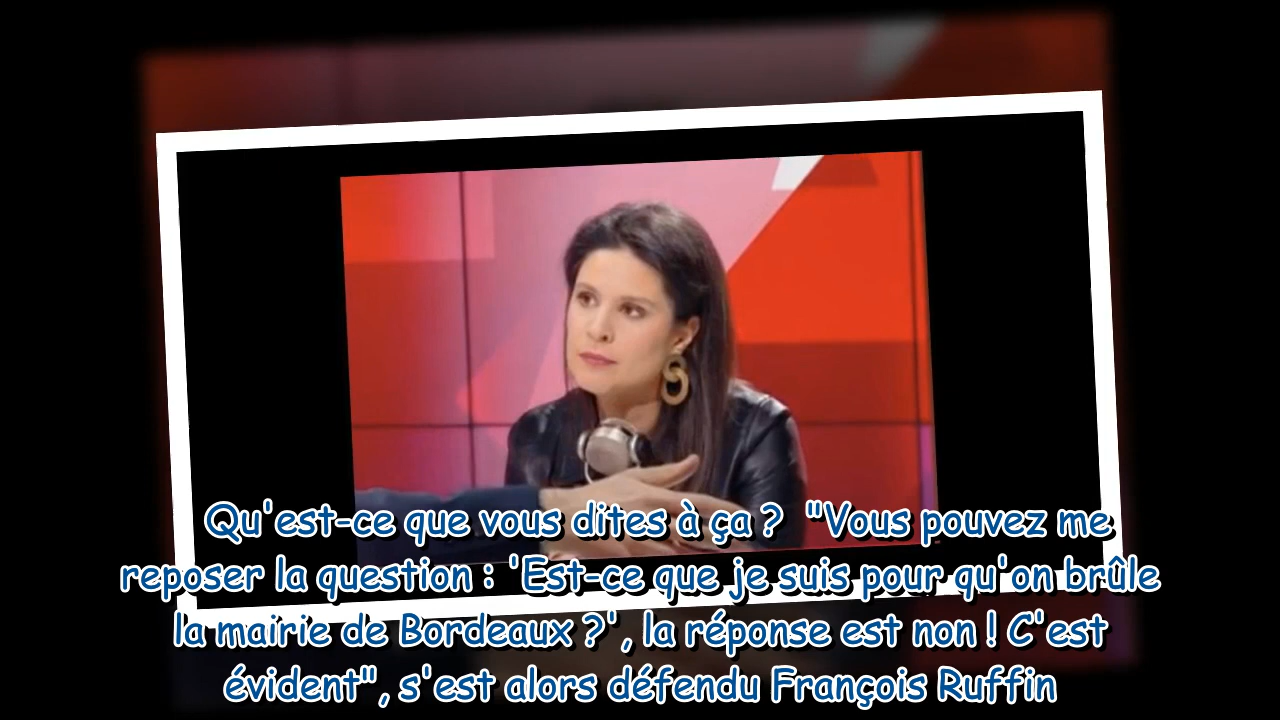 Qu'est-ce que vous dites à ça ? "Vous pouvez me
reposer la question : 'Est-ce que je suis pour qu'on brûle
la mairie de Bordeaux ?', la réponse est non ! C'est
évident", s'est alors défendu François Ruffin